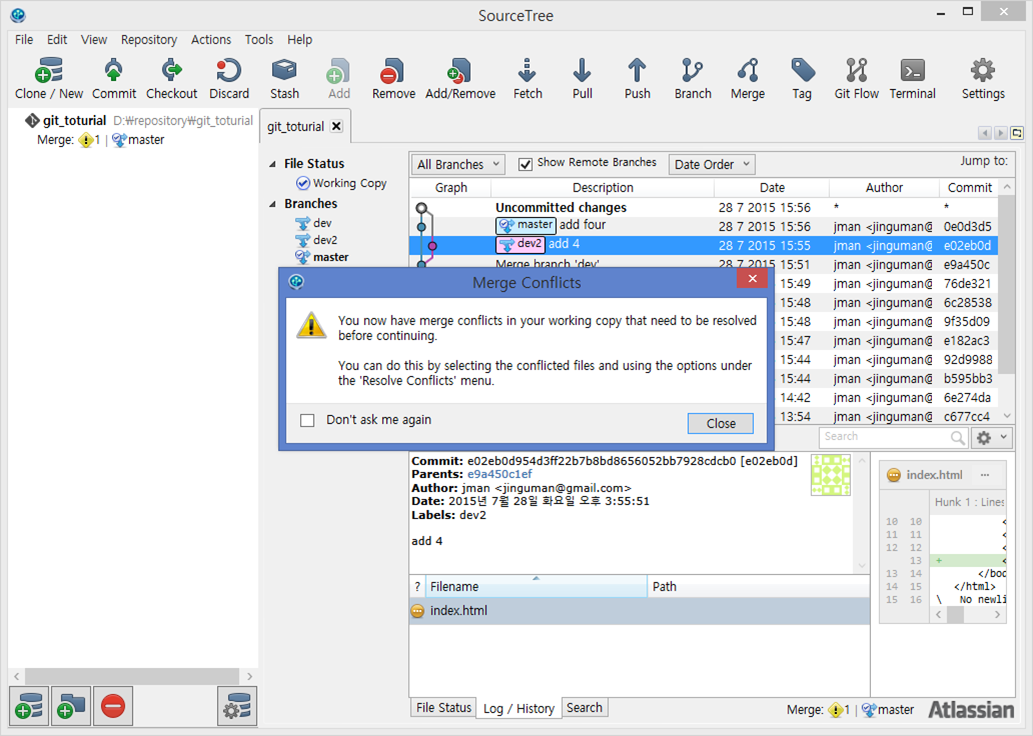 SourceTree
File Edit View Repository Actions Tools Help
Clone / New Commit Checkout Discard Stash Add Remove Add/Remove Fetch Pull Push Branch Merge Tag Git Flow Terminal Settings
git_toturial D:₩repository₩git_toturial
Merge: 1 | master
git_toturial
File Status
Working Copy
Branches
dev
dev2
master
All Branches Show Remote Branches Date Order Jump to:
Graph Description Date Author Commit
Uncommitted changes 28 7 2015 15:56 * *
master add four 28 7 2015 15:56 jman <jinguman@ 0e0d3d5
dev2 add 4 28 7 2015 15:55 jman <jinguman@ e02eb0d
Merge branch 'dev' 28 7 2015 15:51 jman <jinguman@ e9a450c
15:49 jman <jinguman@ 76de321
15:48 jman <jinguman@ 6c28538
15:48 jman <jinguman@ 9f35d09
15:47 jman <jinguman@ e182ac3
15:44 jman <jinguman@ 92d9988
15:44 jman <jinguman@ b595bb3
14:42 jman <jinguman@ 6e274da
13:54 jman <jinguman@ c677cc4
Merge Conflicts
You now have merge conflicts in your working copy that need to be resolved
before continuing.
You can do this by selecting the conflicted files and using the options under
the 'Resolve Conflicts' menu.
Don't ask me again
Close
Search
Commit: e02eb0d954d3ff22b7b8bd8656052bb7928cdcb0 [e02eb0d]
Parents: e9a450c1ef
Author: jman <jinguman@gmail.com>
Date: 2015년 7월 28일 화요일 오후 3:55:51
Labels: dev2
add 4
? Filename Path
index.html
index.html ...
Hunk 1 : Lines
10 10 <
11 11 <
12 12 <
13 + <
13 14 </bod
14 15 </html>
15 16 \ No newli
File Status Log / History Search
Merge: 1 | master Atlassian